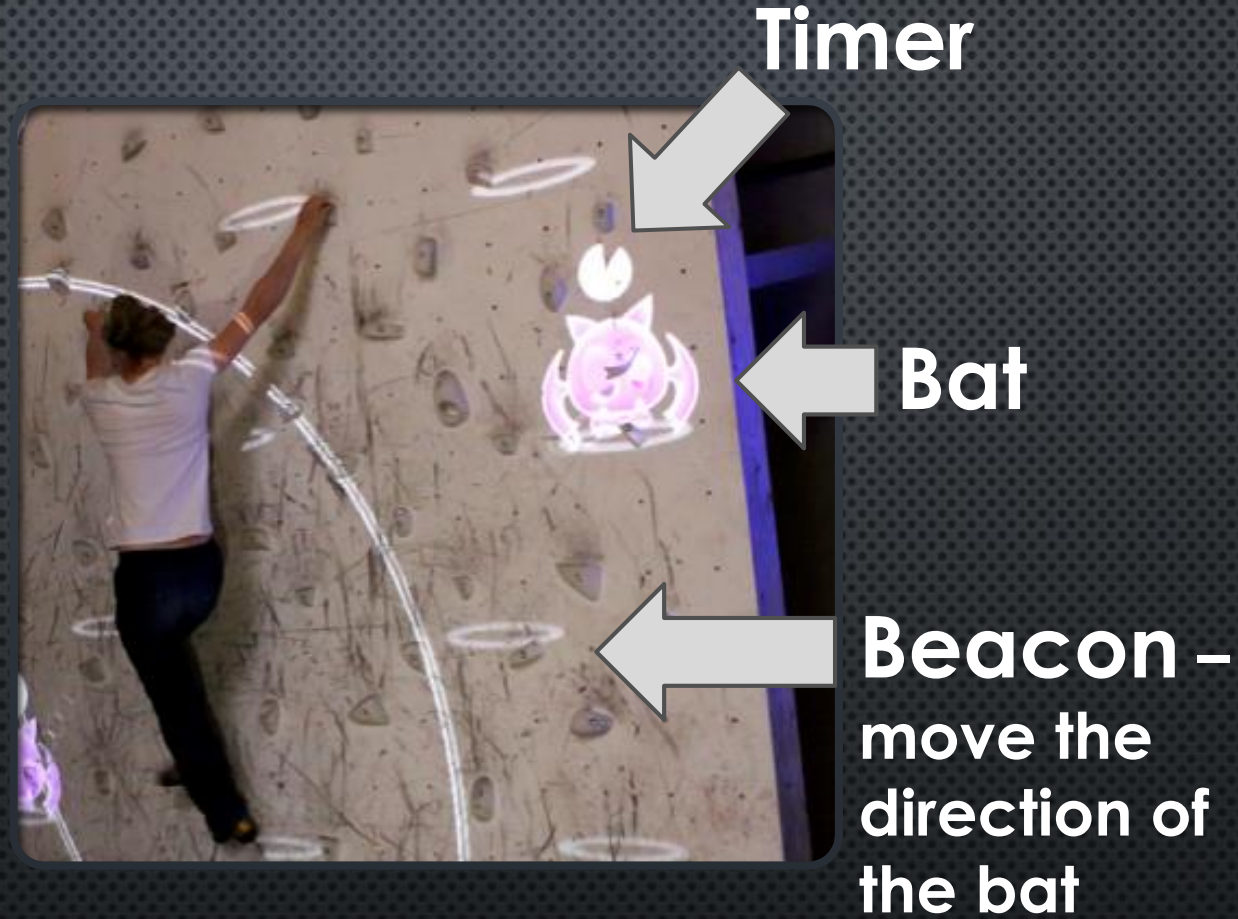 Timer
Bat
Beacon –
move the
direction of
the bat